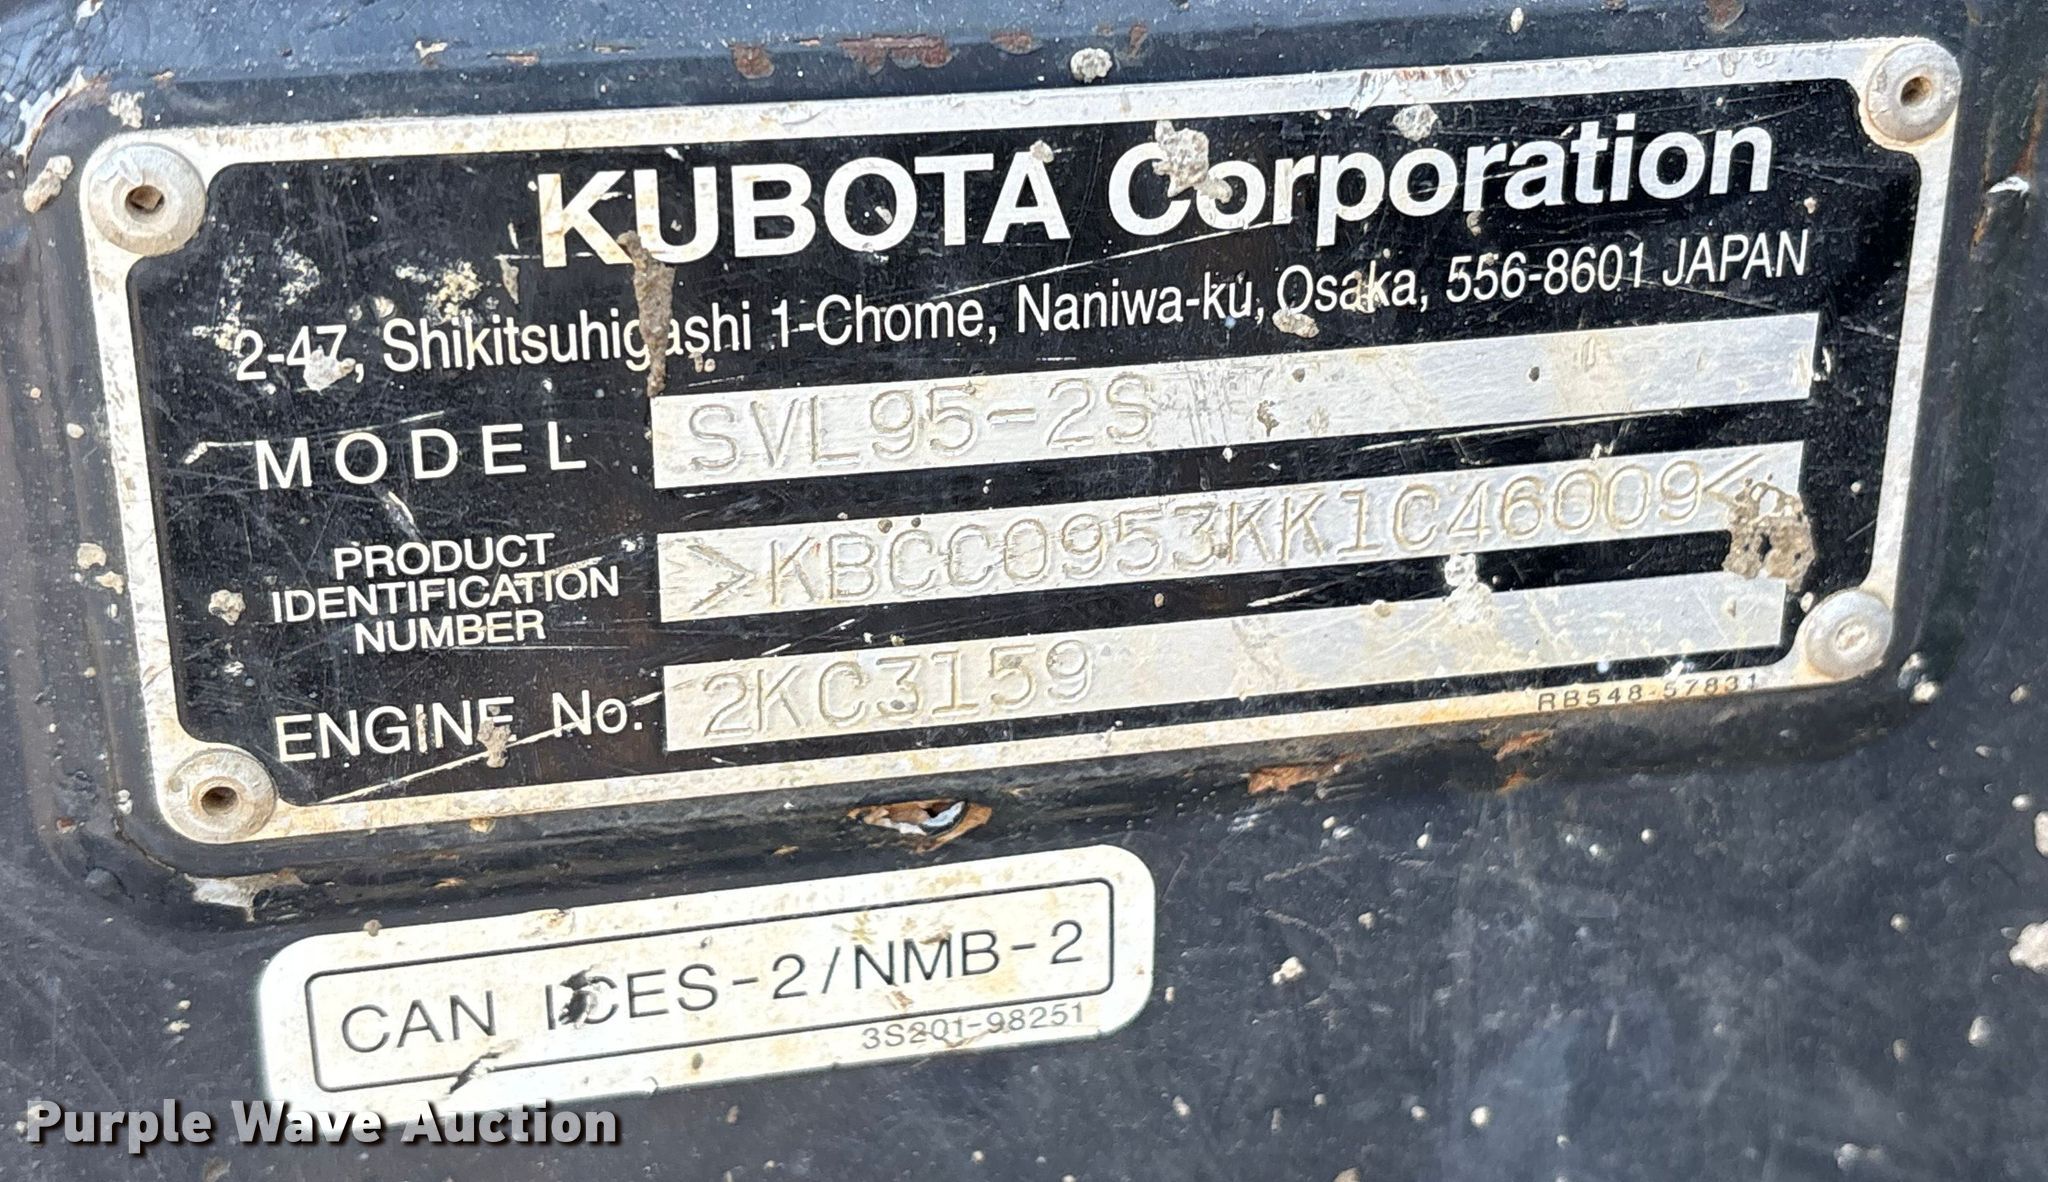 KUBOTA Corporation
2-47, Shikitsuhigashi 1-Chome, Naniwa-ku, Osaka, 556-8601 JAPAN
MODEL SVL95-2S
PRODUCT
IDENTIFICATION
NUMBER
>KBCC0953KK1C46009<
ENGINE No. 2KC3159
RB548-57831
CAN ICES-2/NMB-2
3S201-98251
Purple Wave Auction